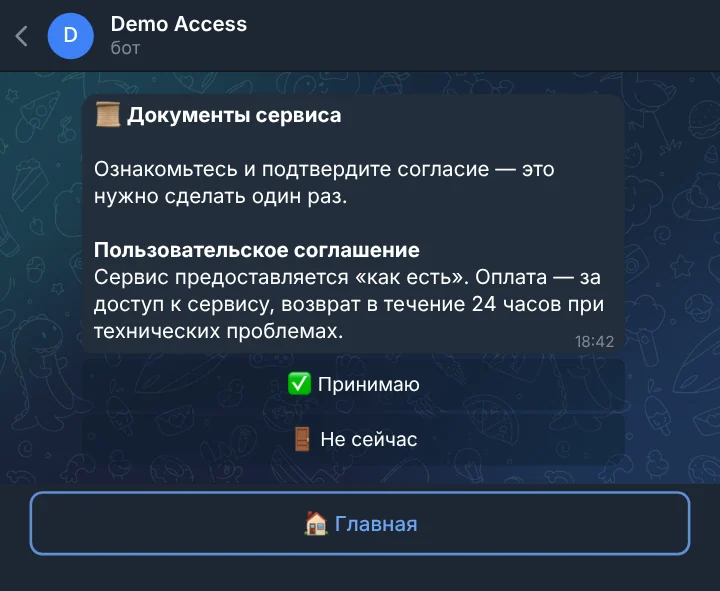 D
Demo Access
бот
📜 Документы сервиса
Ознакомьтесь и подтвердите согласие — это
нужно сделать один раз.
Пользовательское соглашение
Сервис предоставляется «как есть». Оплата — за
доступ к сервису, возврат в течение 24 часов при
технических проблемах.
18:42
✅ Принимаю
🚪 Не сейчас
🏠 Главная